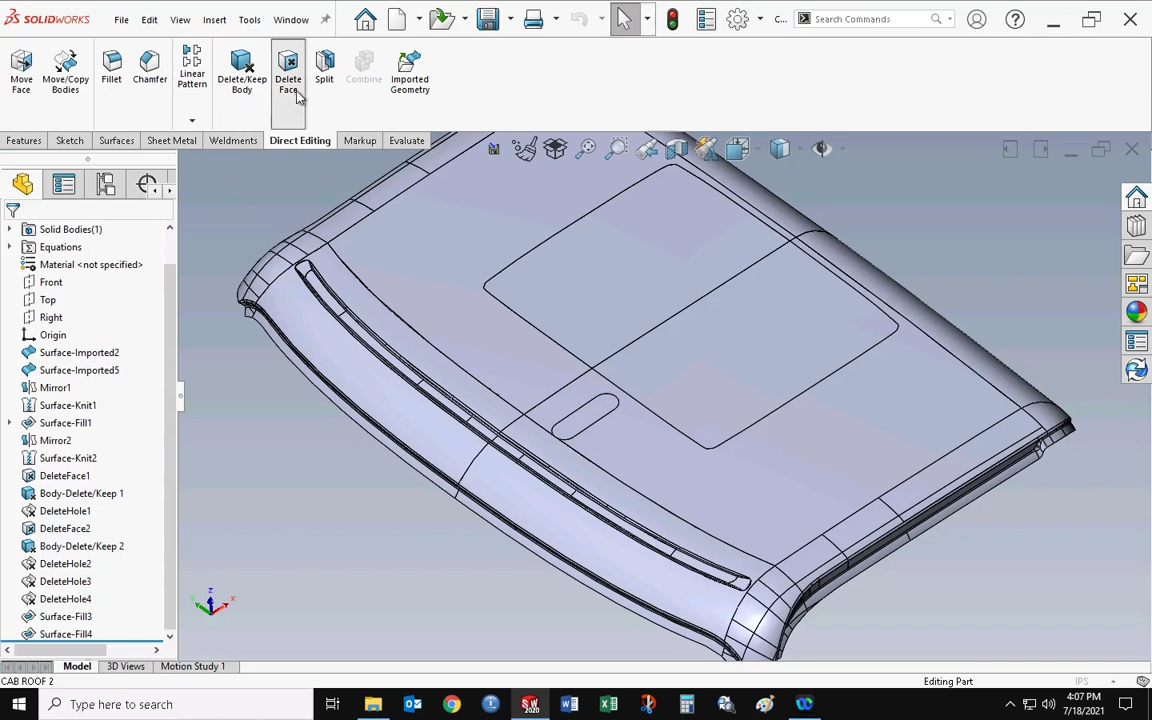 SOLIDWORKS File Edit View Insert Tools Window C... Search Commands
Move Face Move/Copy Bodies Fillet Chamfer Linear Pattern Delete/Keep Body Delete Face Split Combine Imported Geometry
Features Sketch Surfaces Sheet Metal Weldments Direct Editing Markup Evaluate
Solid Bodies(1)
Equations
Material <not specified>
Front
Top
Right
Origin
Surface-Imported2
Surface-Imported5
Mirror1
Surface-Knit1
Surface-Fill1
Mirror2
Surface-Knit2
DeleteFace1
Body-Delete/Keep 1
DeleteHole1
DeleteFace2
Body-Delete/Keep 2
DeleteHole2
DeleteHole3
DeleteHole4
Surface-Fill3
Surface-Fill4
Z
Y
X
Model 3D Views Motion Study 1
CAB ROOF 2 Editing Part IPS
Type here to search
SW 2020
4:07 PM
7/18/2021